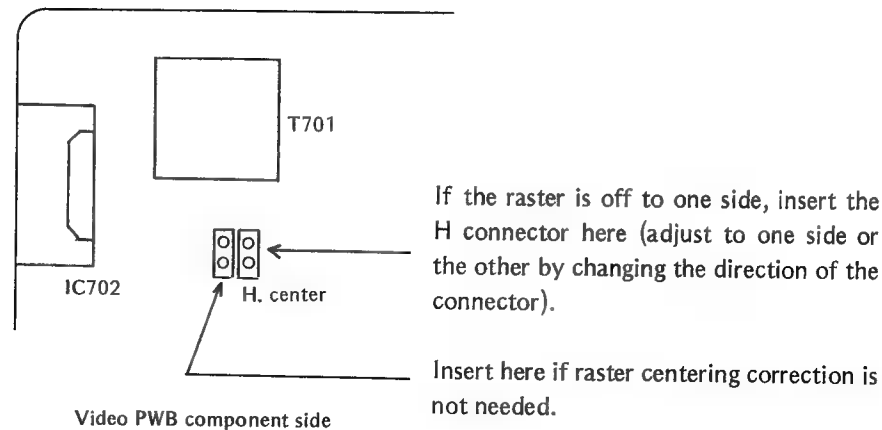 T701
IC702
H. center
Video PWB component side
If the raster is off to one side, insert the
H connector here (adjust to one side or
the other by changing the direction of the
connector).
Insert here if raster centering correction is
not needed.